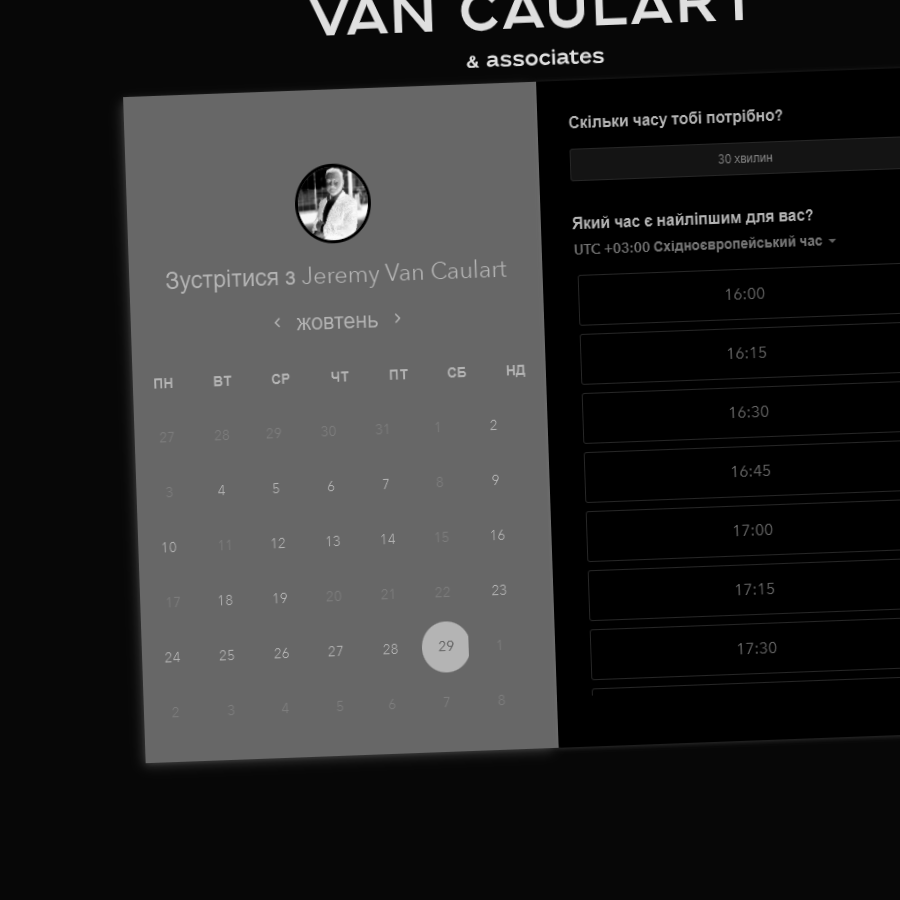 VAN CAULART
& associates
Зустрітися з Jeremy Van Caulart
жовтень
ПН ВТ СР ЧТ ПТ СБ НД
27 28 29 30 31 1 2
3 4 5 6 7 8 9
10 11 12 13 14 15 16
17 18 19 20 21 22 23
24 25 26 27 28 29 1
2 3 4 5 6 7 8
Скільки часу тобі потрібно?
30 хвилин
Який час є найліпшим для вас?
UTC +03:00 Східноєвропейський час
16:00
16:15
16:30
16:45
17:00
17:15
17:30